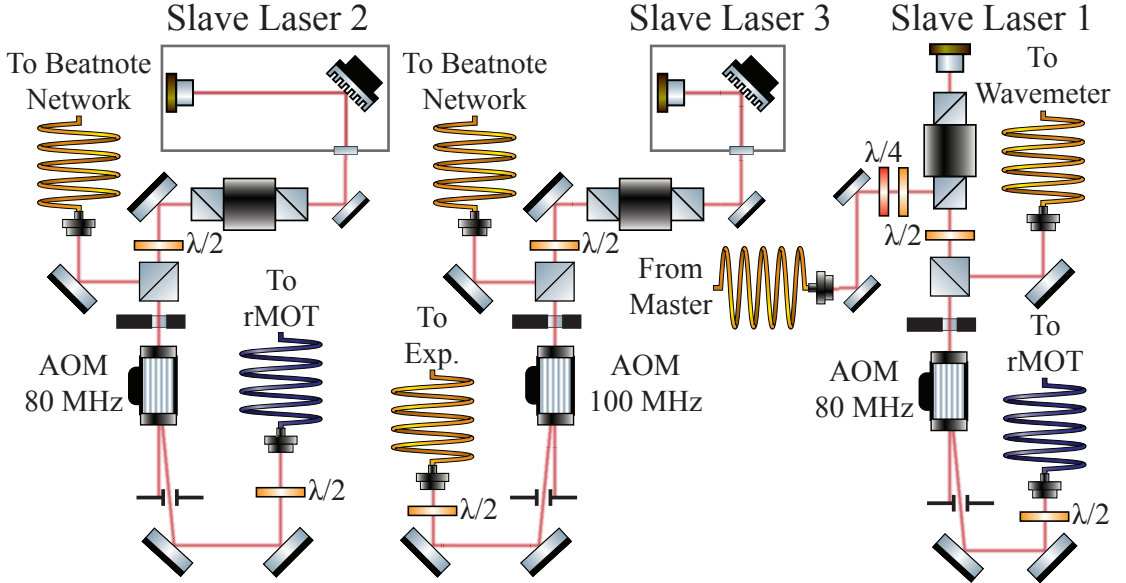 Slave Laser 2
Slave Laser 3
Slave Laser 1
To Beatnote
Network
To Beatnote
Network
To
Wavemeter
λ/4
λ/2
λ/2
λ/2
From
Master
To
rMOT
To
Exp.
To
rMOT
AOM
80 MHz
AOM
100 MHz
AOM
80 MHz
λ/2
λ/2
λ/2